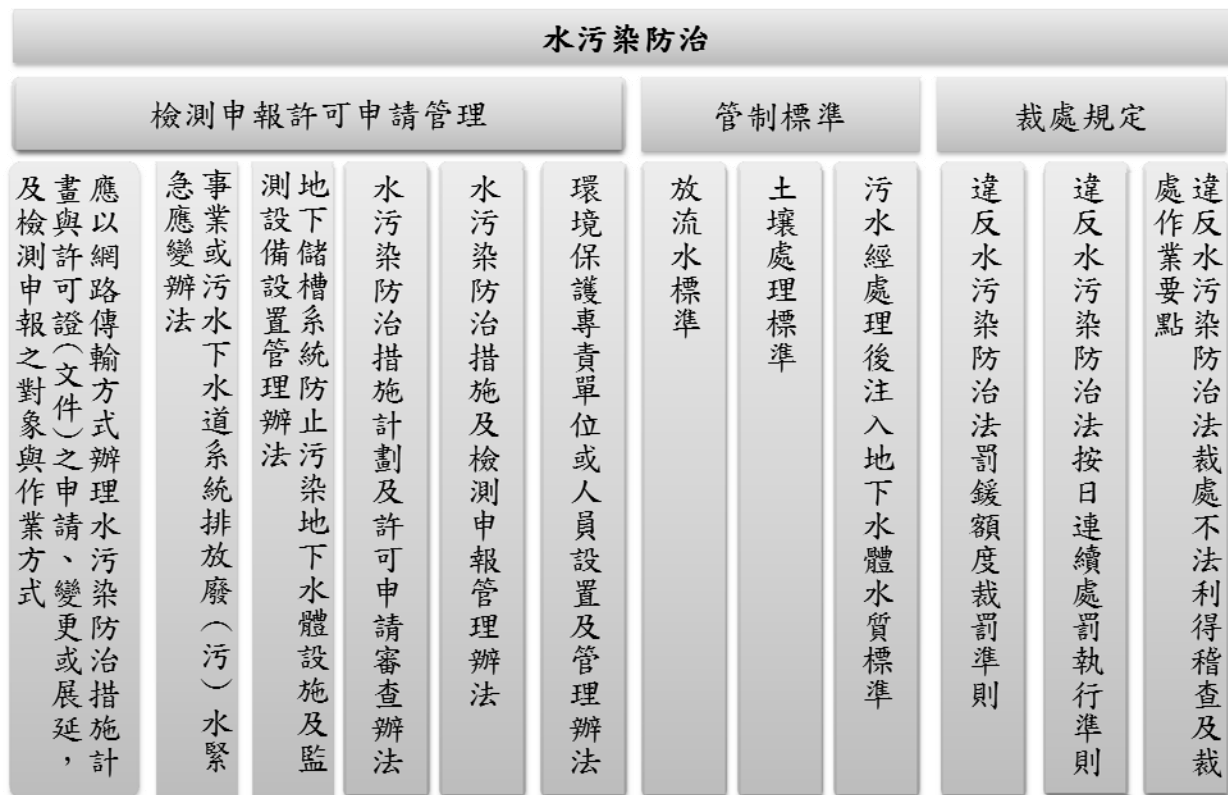 水污染防治
檢測申報許可申請管理
管制標準
裁處規定
應以網路傳輸方式辦理水污染防治措施計
畫與許可證(文件)之申請、變更或展延，
及檢測申報之對象與作業方式
事業或污水下水道系統排放廢(污)水緊
急應變辦法
地下儲槽系統防止污染地下水體設施及監
測設備設置管理辦法
水污染防治措施計劃及許可申請審查辦法
水污染防治措施及檢測申報管理辦法
環境保護專責單位或人員設置及管理辦法
放流水標準
土壤處理標準
污水經處理後注入地下水體水質標準
違反水污染防治法罰鍰額度裁罰準則
違反水污染防治法按日連續處罰執行準則
違反水污染防治法裁處不法利得稽查及裁
處作業要點